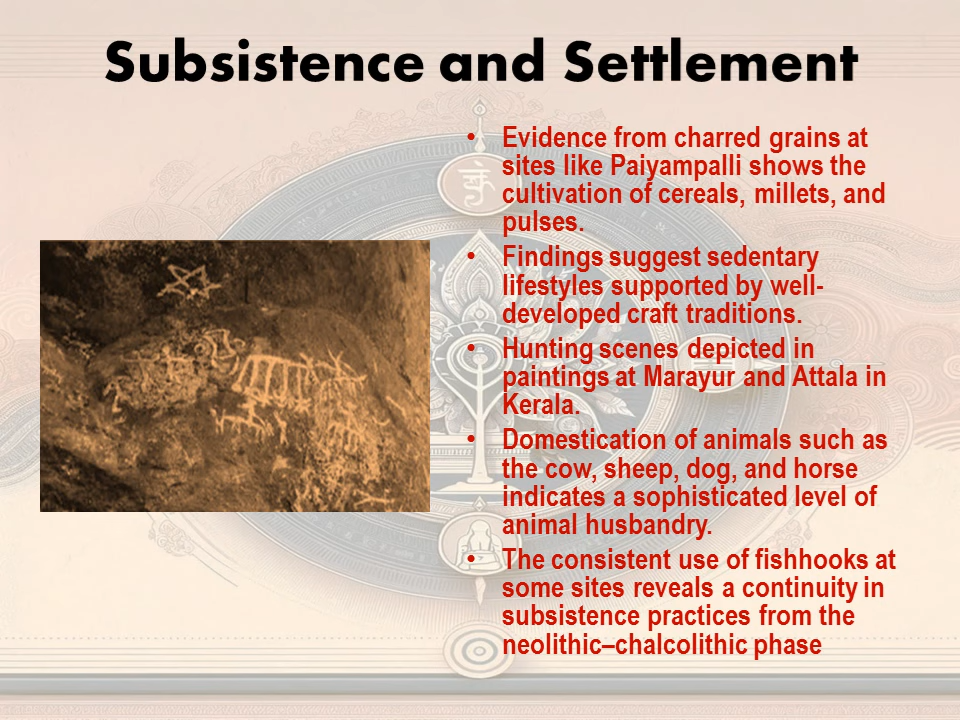 Subsistence and Settlement
• Evidence from charred grains at
sites like Paiyampalli shows the
cultivation of cereals, millets, and
pulses.
• Findings suggest sedentary
lifestyles supported by well-
developed craft traditions.
• Hunting scenes depicted in
paintings at Marayur and Attala in
Kerala.
• Domestication of animals such as
the cow, sheep, dog, and horse
indicates a sophisticated level of
animal husbandry.
• The consistent use of fishhooks at
some sites reveals a continuity in
subsistence practices from the
neolithic–chalcolithic phase